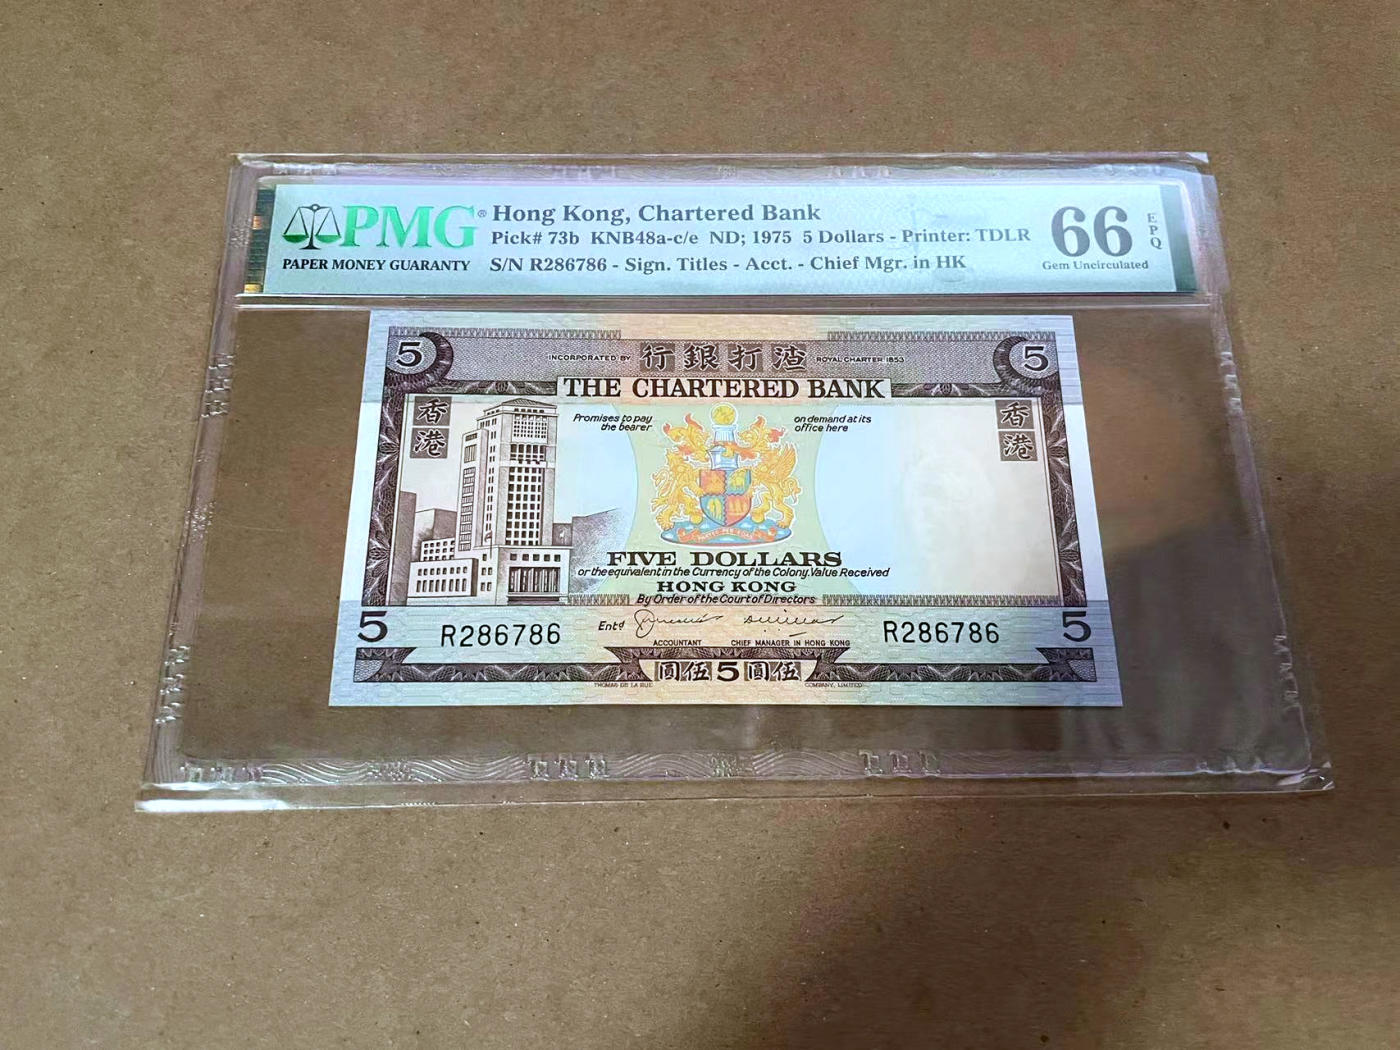 PMG® Hong Kong, Chartered Bank
Pick# 73b KNB48a-c/e ND; 1975 5 Dollars - Printer: TDLR
66 EPQ
PAPER MONEY GUARANTY
S/N R286786 - Sign. Titles - Acct. - Chief Mgr. in HK
Gem Uncirculated
5 5
INCORPORATED BY 行銀打渣 ROYAL CHARTER 1853
THE CHARTERED BANK
香港 香港
Promises to pay the bearer
on demand at its office here
FIVE DOLLARS
or the equivalent in the Currency of the Colony. Value Received
HONG KONG
By Order of the Court of Directors
5 5
R286786 Entd R286786
ACCOUNTANT CHIEF MANAGER IN HONG KONG
圓伍5圓伍
THOMAS DE LA RUE COMPANY, LIMITED